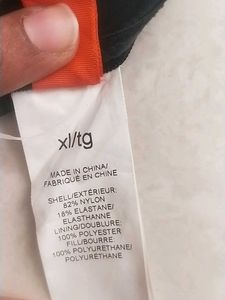 xl/tg
MADE IN CHINA/
FABRIQUÉ EN CHINE
SHELL/EXTÉRIEUR:
82% NYLON
18% ELASTANE/
ELASTHANNE
LINING/DOUBLURE:
100% POLYESTER
FILL/BOURRE:
100% POLYURETHANE/
POLYURÉTHANE